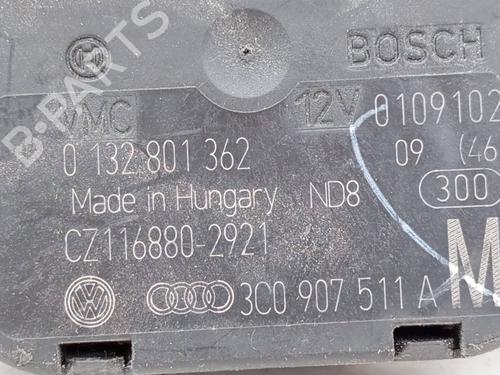 BOSCH
VMC 12V 0109102
0 132 801 362 09 (46
Made in Hungary ND8 300
CZ116880-2921
3C0 907 511 A M
B-PARTS